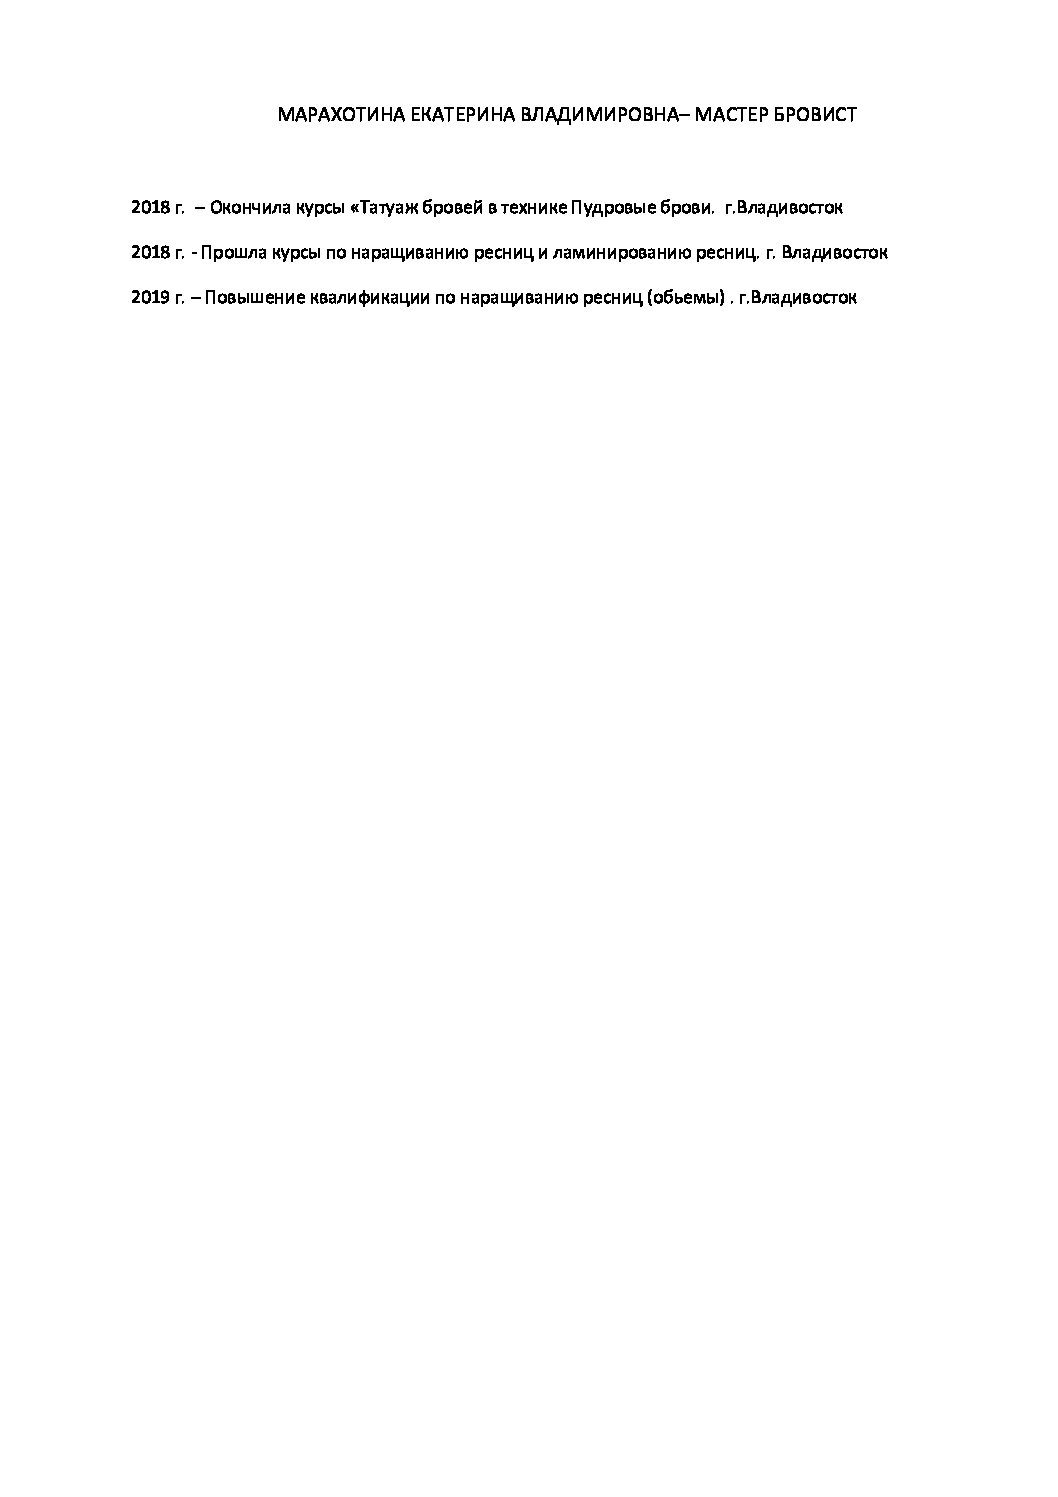 МАРАХОТИНА ЕКАТЕРИНА ВЛАДИМИРОВНА– МАСТЕР БРОВИСТ
2018 г. – Окончила курсы «Татуаж бровей в технике Пудровые брови. г.Владивосток
2018 г. - Прошла курсы по наращиванию ресниц и ламинированию ресниц. г. Владивосток
2019 г. – Повышение квалификации по наращиванию ресниц (обьемы) . г.Владивосток